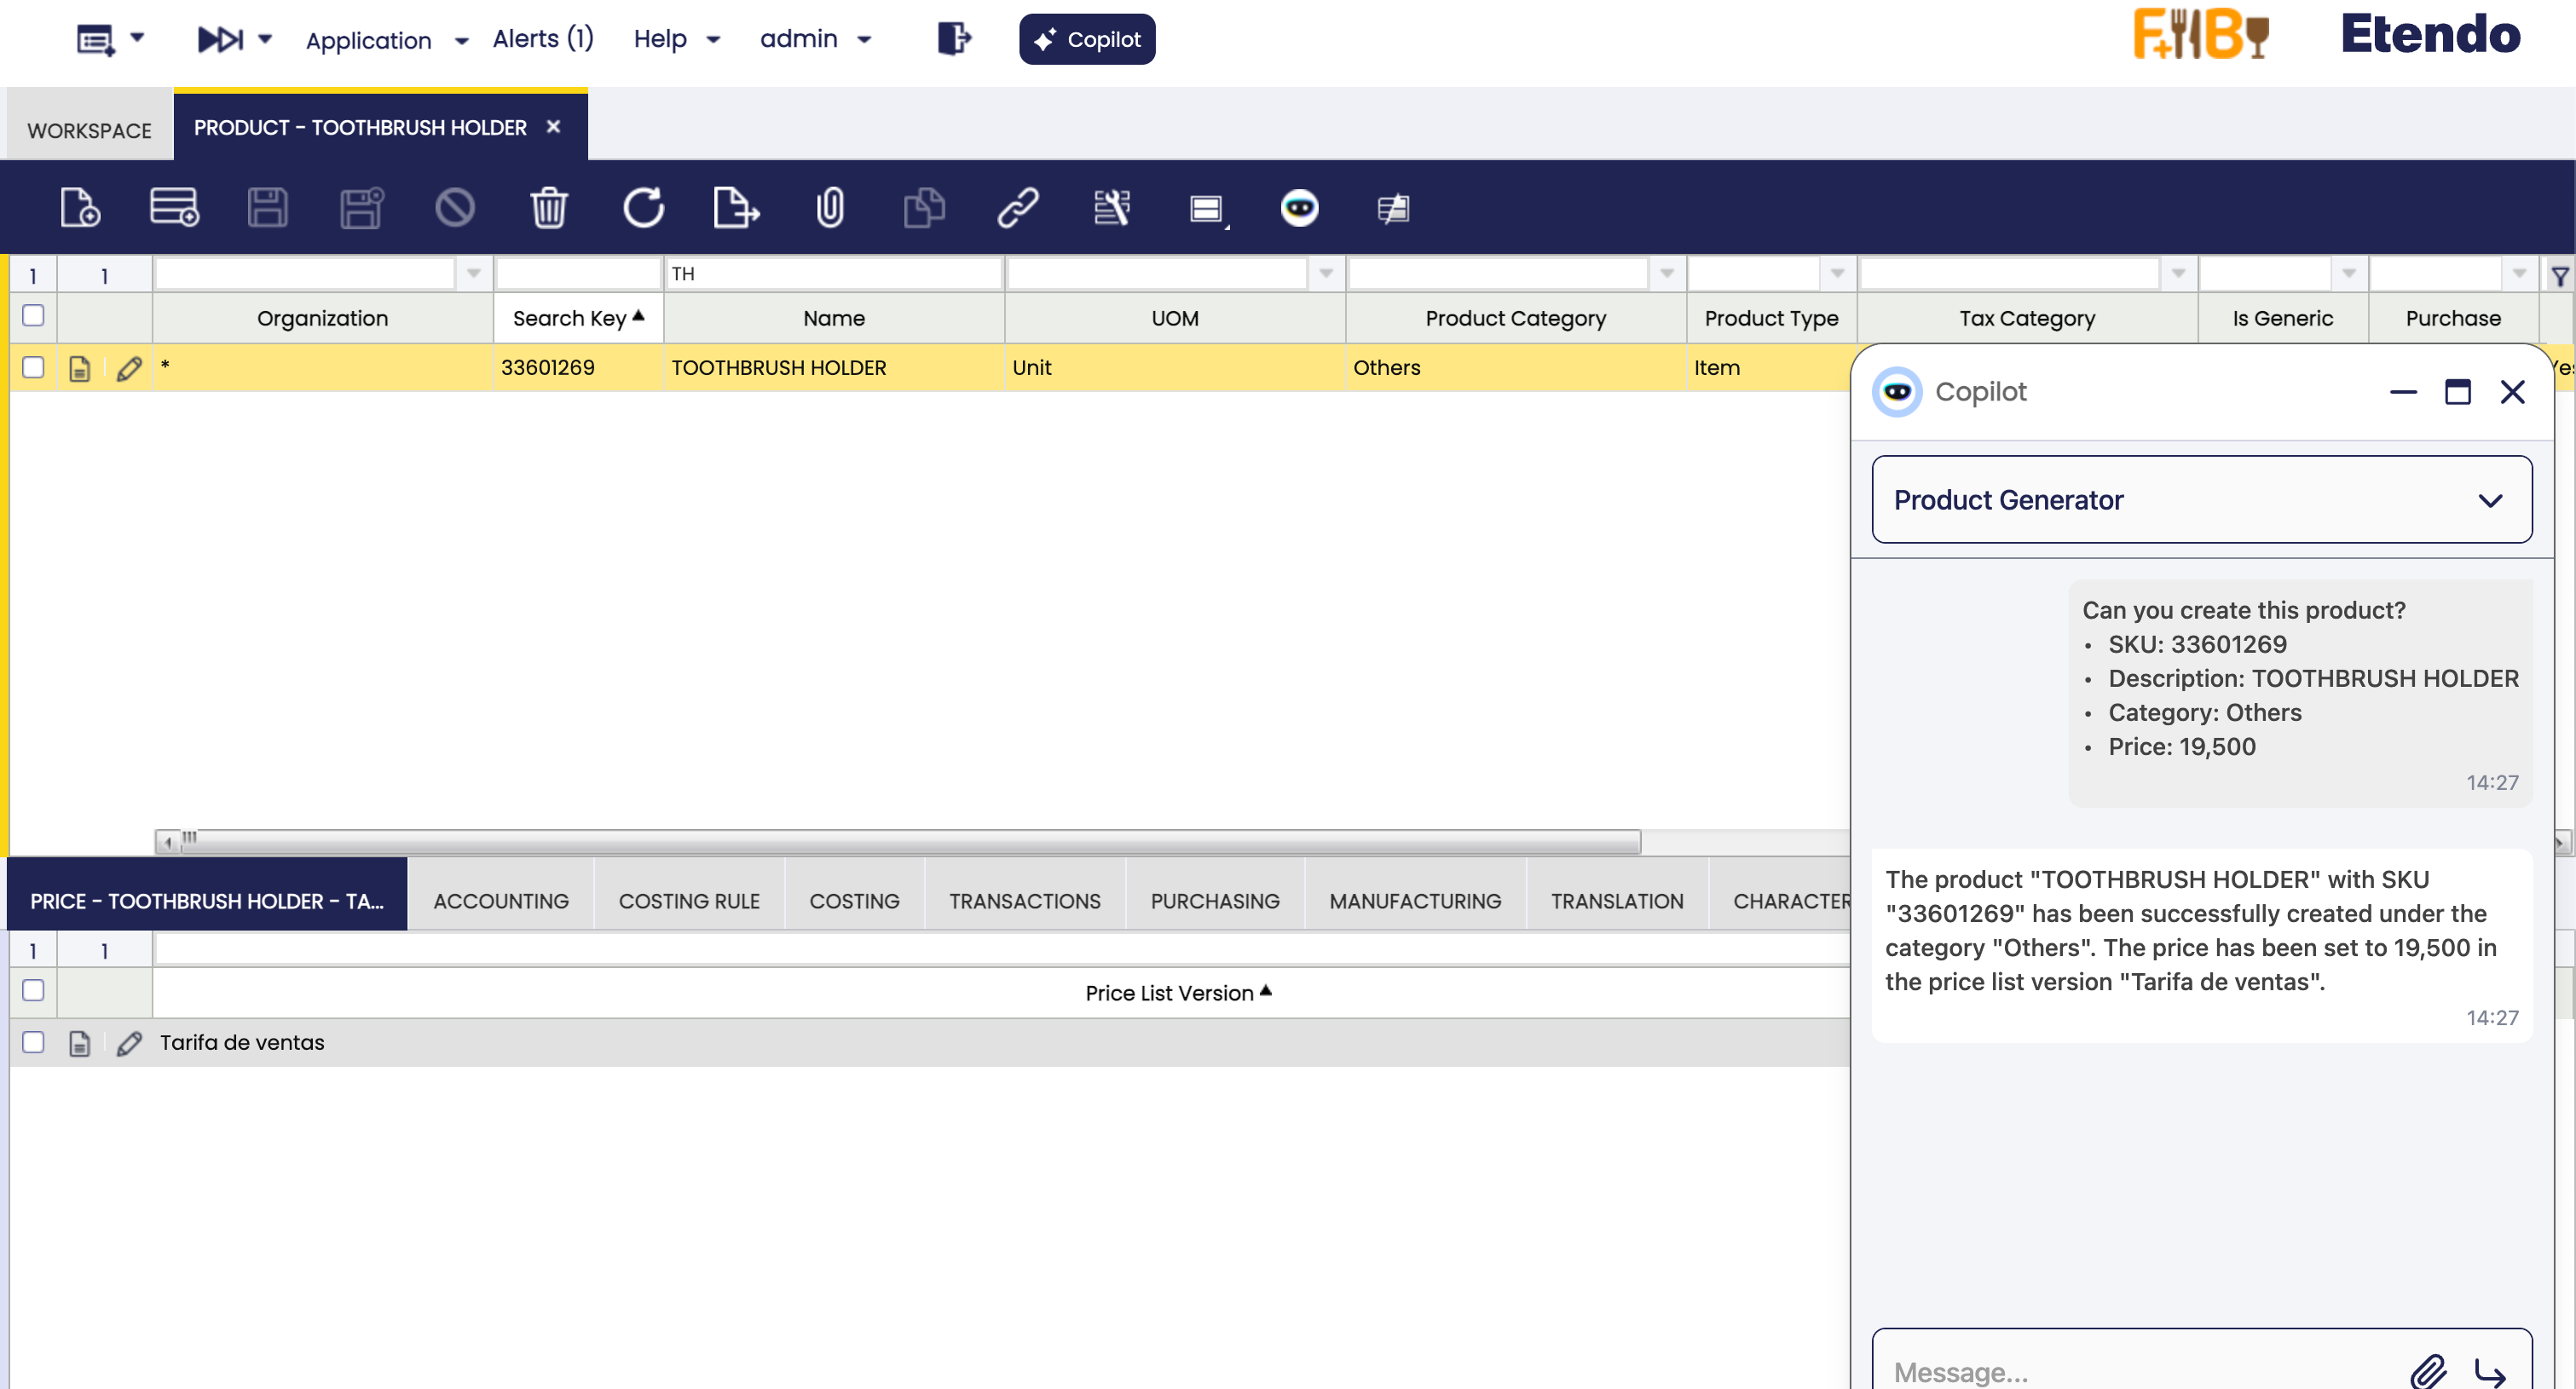 Application Alerts (1) Help admin Copilot
F+B Etendo
WORKSPACE PRODUCT - TOOTHBRUSH HOLDER
1 1 TH
Organization Search Key Name UOM Product Category Product Type Tax Category Is Generic Purchase
* 33601269 TOOTHBRUSH HOLDER Unit Others Item
Copilot
Product Generator
Can you create this product?
• SKU: 33601269
• Description: TOOTHBRUSH HOLDER
• Category: Others
• Price: 19,500
14:27
The product "TOOTHBRUSH HOLDER" with SKU
"33601269" has been successfully created under the
category "Others". The price has been set to 19,500 in
the price list version "Tarifa de ventas".
14:27
Message...
PRICE - TOOTHBRUSH HOLDER - TA... ACCOUNTING COSTING RULE COSTING TRANSACTIONS PURCHASING MANUFACTURING TRANSLATION CHARACTER
1 1
Price List Version
Tarifa de ventas